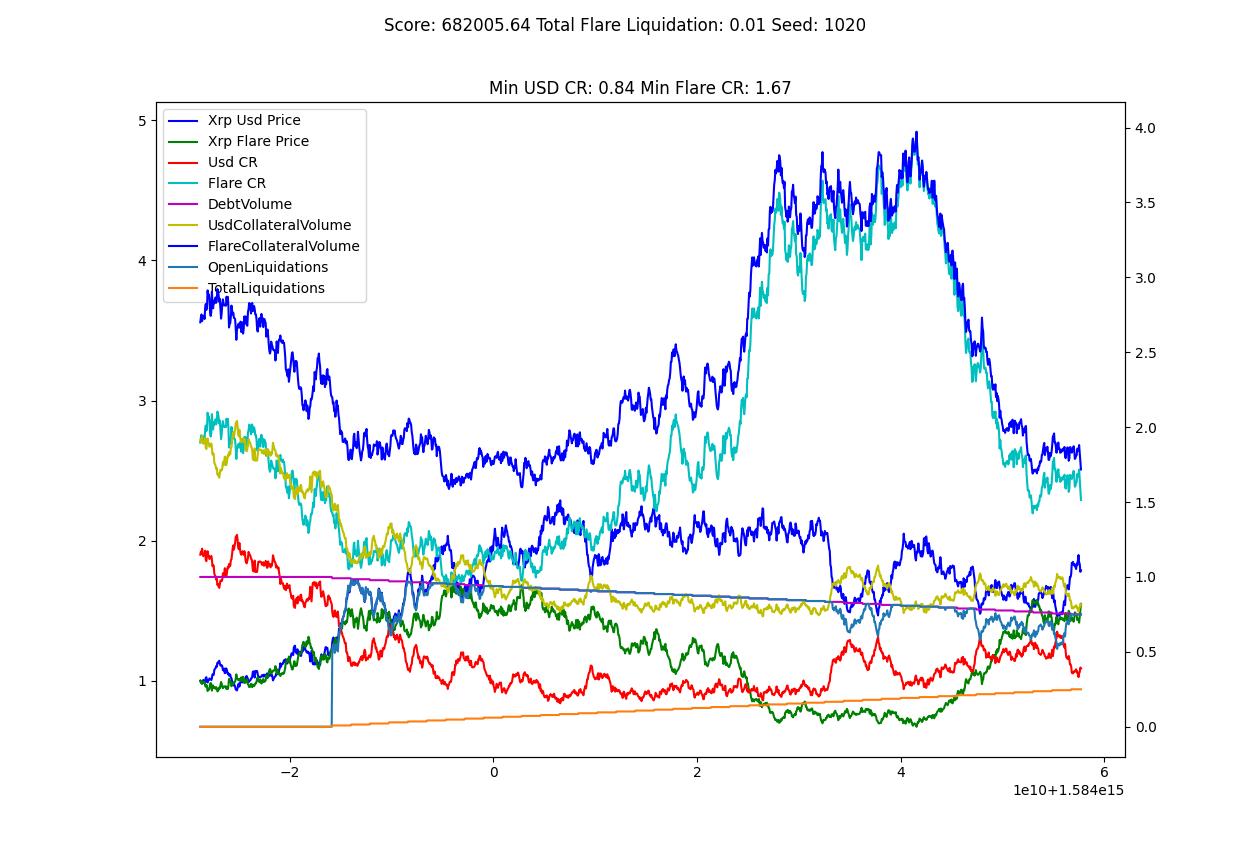 Score: 682005.64 Total Flare Liquidation: 0.01 Seed: 1020
Min USD CR: 0.84 Min Flare CR: 1.67
Xrp Usd Price
Xrp Flare Price
Usd CR
Flare CR
DebtVolume
UsdCollateralVolume
FlareCollateralVolume
OpenLiquidations
TotalLiquidations
5
4
3
2
1
4.0
3.5
3.0
2.5
2.0
1.5
1.0
0.5
0.0
−2
0
2
4
6
1e10+1.584e15